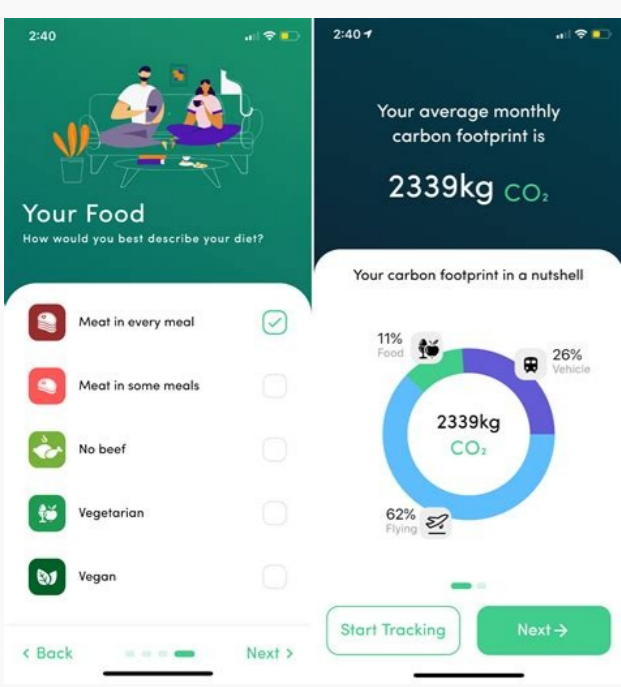 2:40
Your Food
How would you best describe your diet?
Meat in every meal
Meat in some meals
No beef
Vegetarian
Vegan
< Back
Next >
2:40
Your average monthly
carbon footprint is
2339kg CO₂
Your carbon footprint in a nutshell
11%
Food
26%
Vehicle
2339kg
CO₂
62%
Flying
Start Tracking
Next →